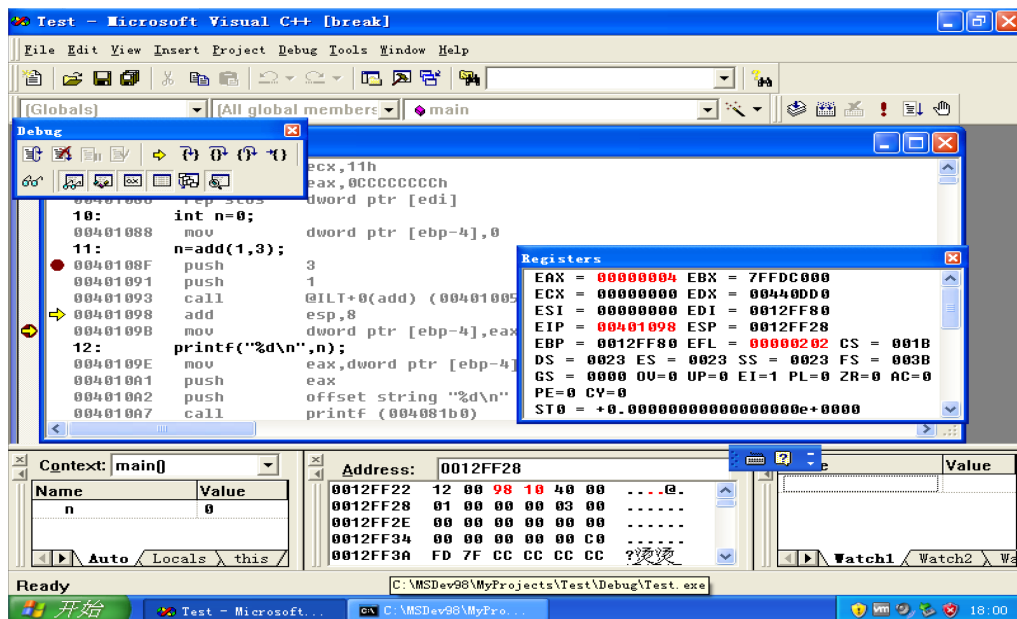 Test - Microsoft Visual C++ [break]
File Edit View Insert Project Debug Tools Window Help
(Globals) (All global members main
Debug
ecx,11h
eax,0CCCCCCCCh
rep stos dword ptr [edi]
10: int n=0;
00401088 mov dword ptr [ebp-4],0
11: n=add(1,3);
0040108F push 3
00401091 push 1
00401093 call @ILT+0(add) (00401005
00401098 add esp,8
0040109B mov dword ptr [ebp-4],eax
12: printf("%d\n",n);
0040109E mov eax,dword ptr [ebp-4]
004010A1 push eax
004010A2 push offset string "%d\n"
004010A7 call printf (004081b0)
Registers
EAX = 00000004 EBX = 7FFDC000
ECX = 00000000 EDX = 00440DD0
ESI = 00000000 EDI = 0012FF80
EIP = 00401098 ESP = 0012FF28
EBP = 0012FF80 EFL = 00000202 CS = 001B
DS = 0023 ES = 0023 SS = 0023 FS = 003B
GS = 0000 OV=0 UP=0 EI=1 PL=0 ZR=0 AC=0
PE=0 CY=0
ST0 = +0.00000000000000000e+0000
Context: main()
Name Value
n 0
Auto Locals this
Address: 0012FF28
0012FF22 12 00 98 10 40 00 ....@.
0012FF28 01 00 00 00 03 00 ......
0012FF2E 00 00 00 00 00 00 ......
0012FF34 00 00 00 00 00 C0 ......
0012FF3A FD 7F CC CC CC CC ?烫烫
Value
Watch1 Watch2 Wa
Ready
C:\MSDev98\MyProjects\Test\Debug\Test.exe
开始 Test - Microsoft... C:\MSDev98\MyPro... 18:00